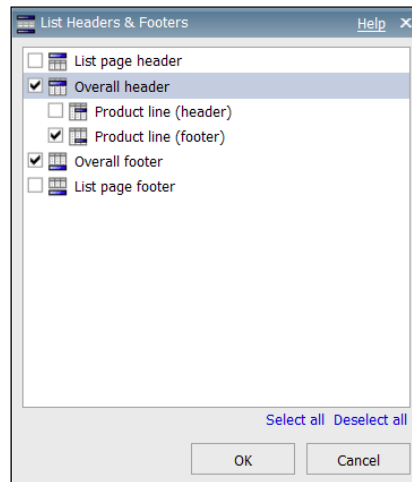 List Headers & Footers Help
List page header
Overall header
Product line (header)
Product line (footer)
Overall footer
List page footer
Select all Deselect all
OK Cancel